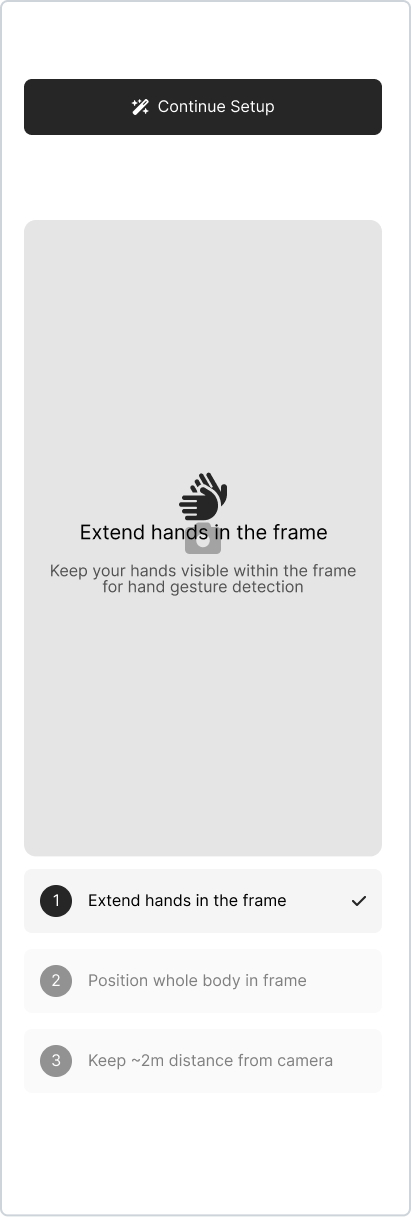 Continue Setup
Extend hands in the frame
Keep your hands visible within the frame
for hand gesture detection
1 Extend hands in the frame
2 Position whole body in frame
3 Keep ~2m distance from camera